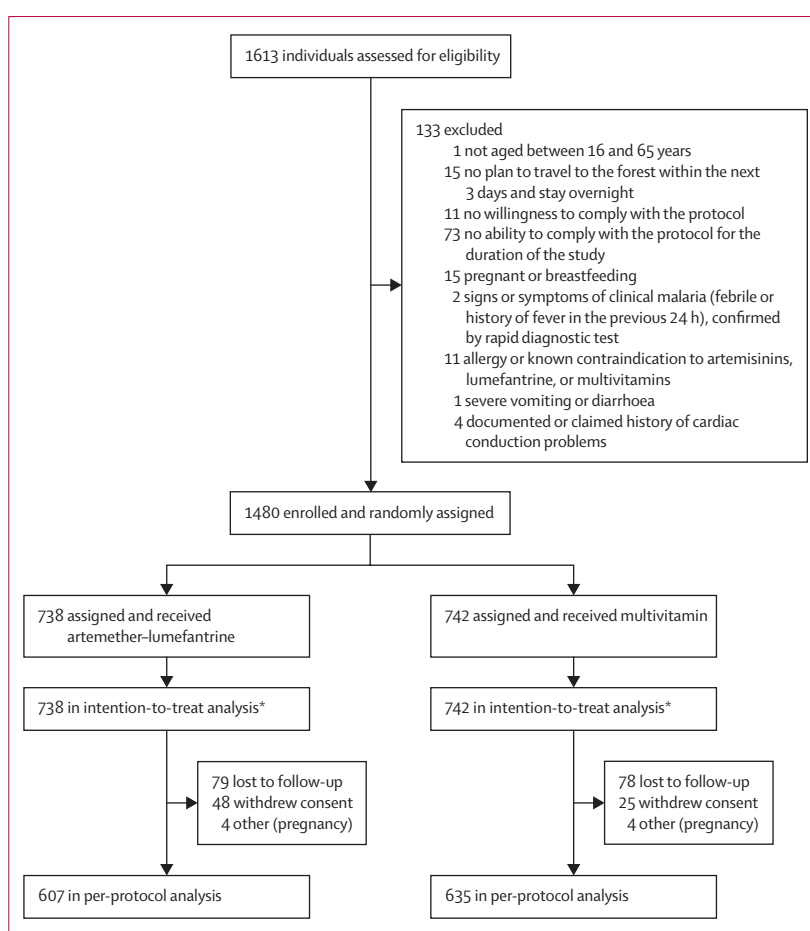 1613 individuals assessed for eligibility
133 excluded
1 not aged between 16 and 65 years
15 no plan to travel to the forest within the next
3 days and stay overnight
11 no willingness to comply with the protocol
73 no ability to comply with the protocol for the
duration of the study
15 pregnant or breastfeeding
2 signs or symptoms of clinical malaria (febrile or
history of fever in the previous 24 h), confirmed
by rapid diagnostic test
11 allergy or known contraindication to artemisinins,
lumefantrine, or multivitamins
1 severe vomiting or diarrhoea
4 documented or claimed history of cardiac
conduction problems
1480 enrolled and randomly assigned
738 assigned and received
artemether–lumefantrine
742 assigned and received multivitamin
738 in intention-to-treat analysis*
742 in intention-to-treat analysis*
79 lost to follow-up
48 withdrew consent
4 other (pregnancy)
78 lost to follow-up
25 withdrew consent
4 other (pregnancy)
607 in per-protocol analysis
635 in per-protocol analysis